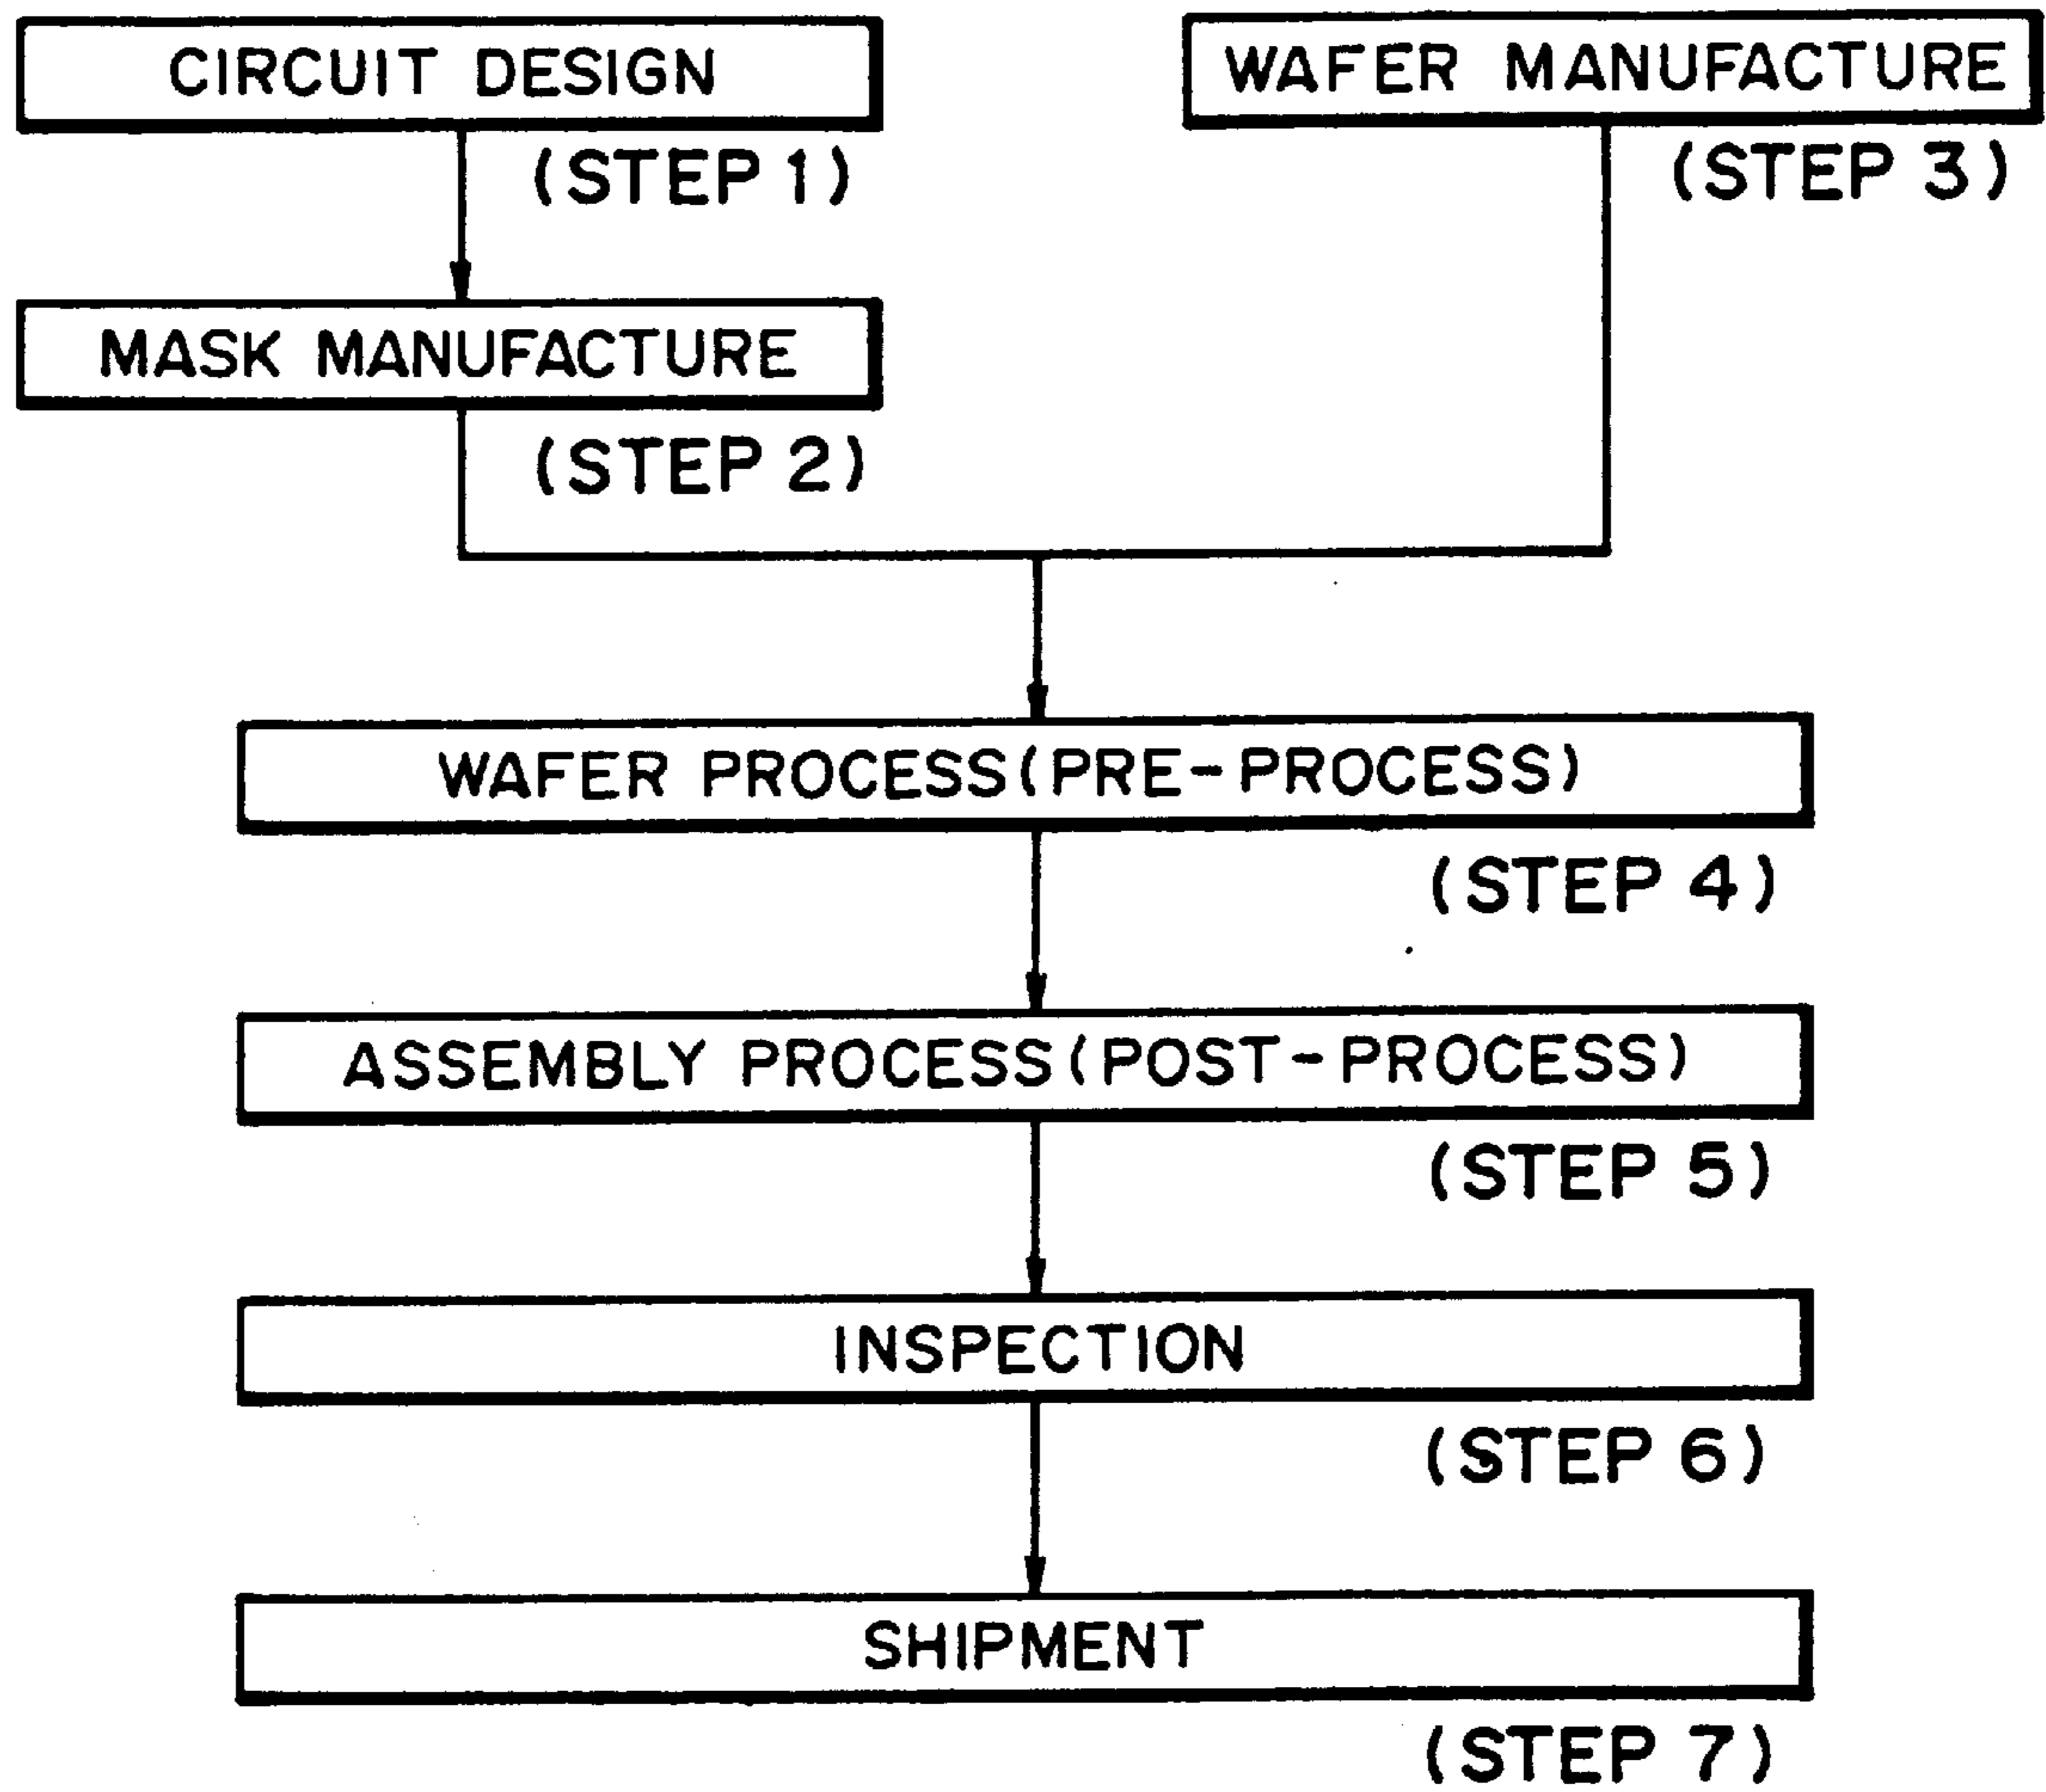 CIRCUIT DESIGN
(STEP 1)
WAFER MANUFACTURE
(STEP 3)
MASK MANUFACTURE
(STEP 2)
WAFER PROCESS(PRE-PROCESS)
(STEP 4)
ASSEMBLY PROCESS(POST-PROCESS)
(STEP 5)
INSPECTION
(STEP 6)
SHIPMENT
(STEP 7)